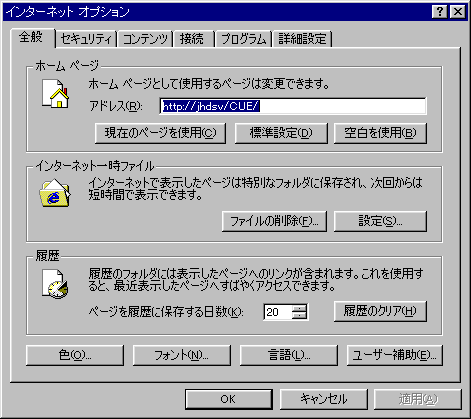 インターネット オプション
全般
セキュリティ
コンテンツ
接続
プログラム
詳細設定
ホーム ページ
ホーム ページとして使用するページは変更できます。
アドレス(R):
http://jhdsv/CUE/
現在のページを使用(C)
標準設定(D)
空白を使用(B)
インターネット一時ファイル
インターネットで表示したページは特別なフォルダに保存され、次回からは
短時間で表示できます。
ファイルの削除(F)...
設定(S)...
履歴
履歴のフォルダには表示したページへのリンクが含まれます。これを使用す
ると、最近表示したページへすばやくアクセスできます。
ページを履歴に保存する日数(K):
20
履歴のクリア(H)
色(O)...
フォント(N)...
言語(L)...
ユーザー補助(E)...
OK
キャンセル
適用(A)